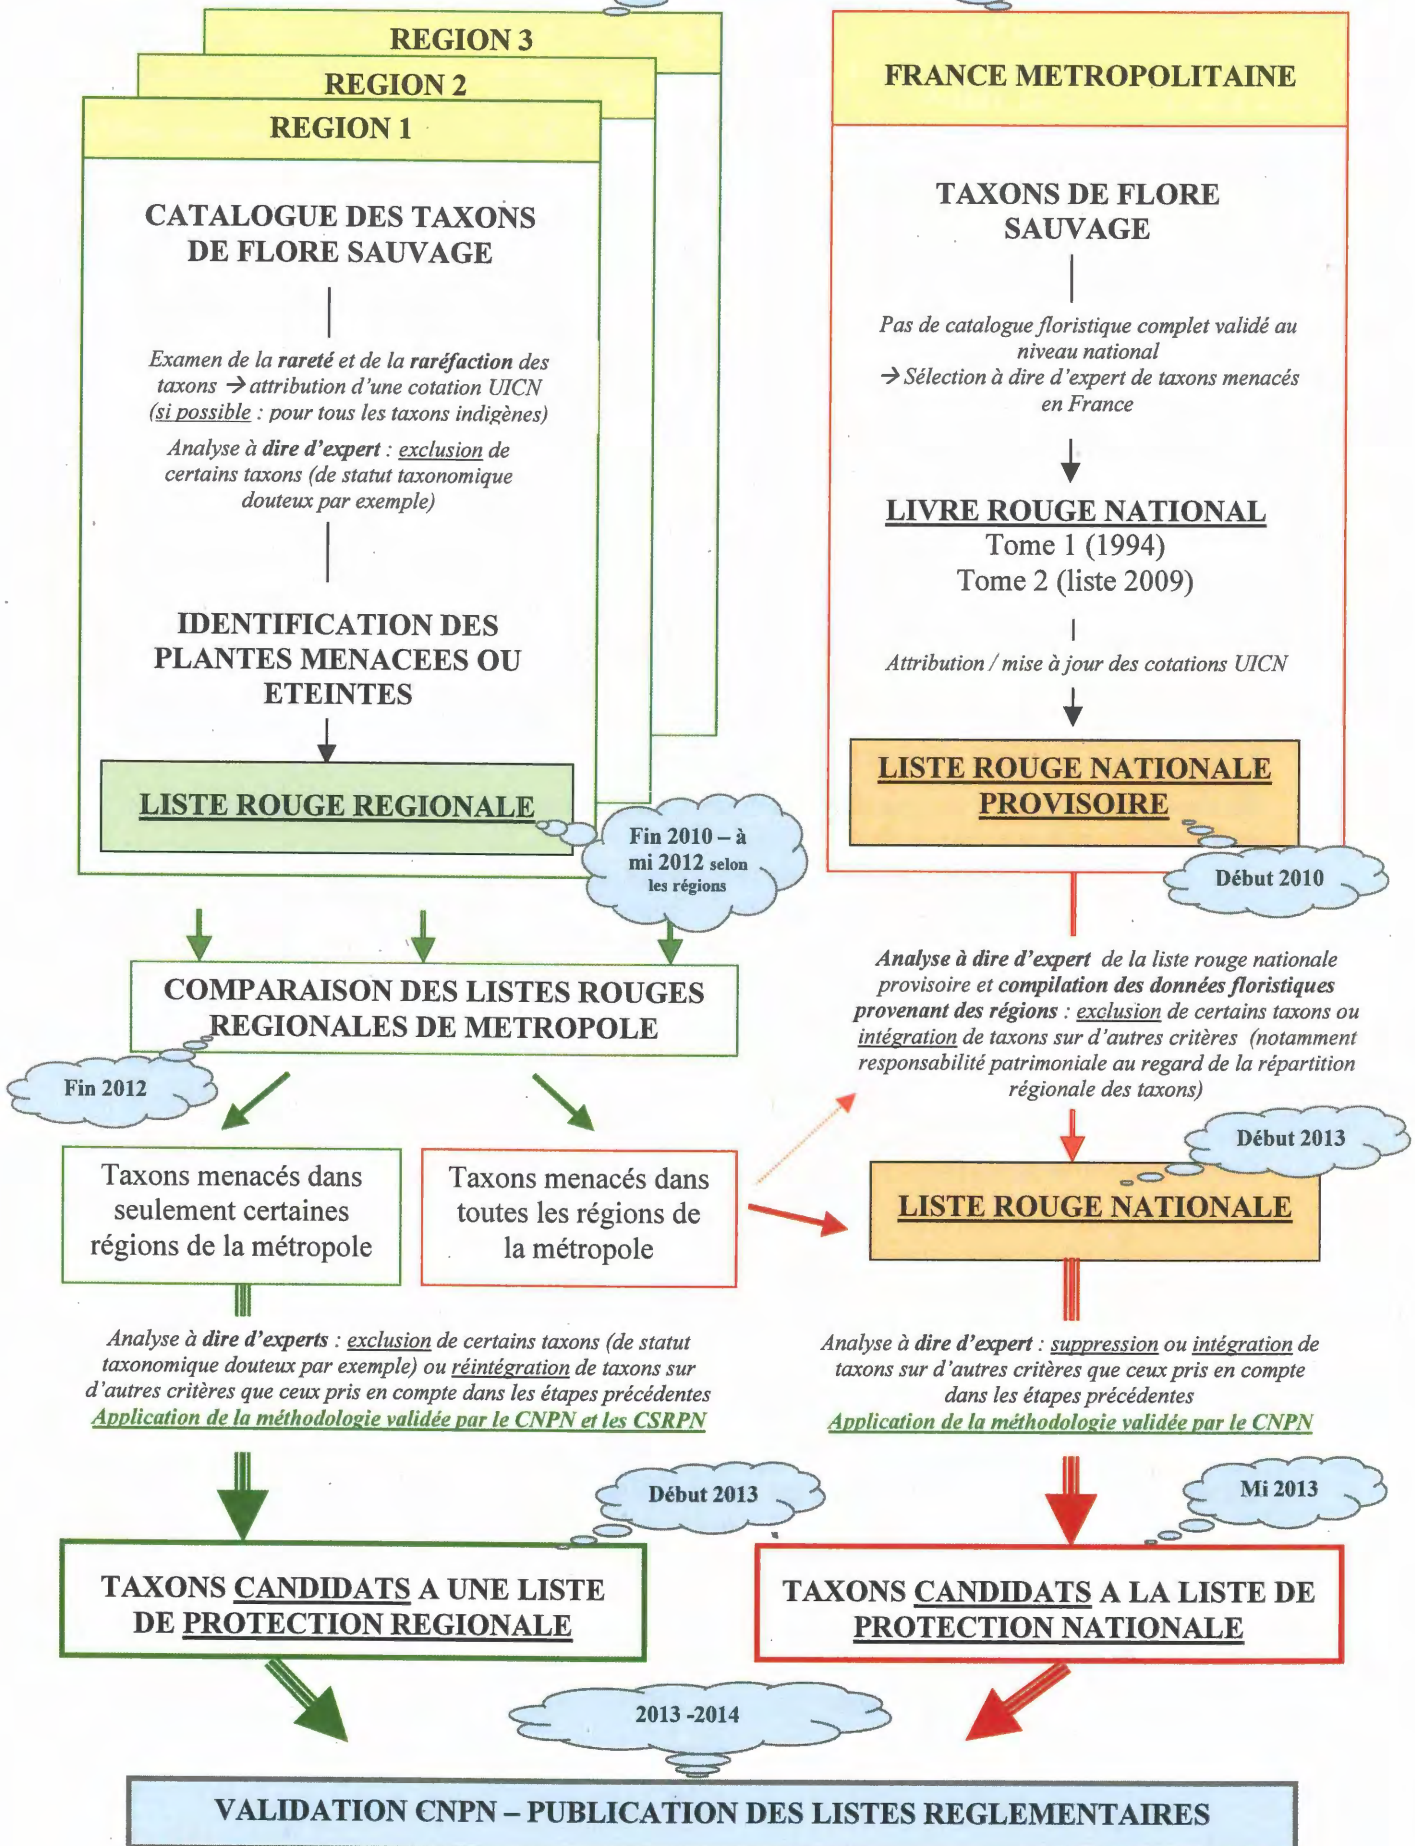 REGION 3
REGION 2
REGION 1
CATALOGUE DES TAXONS
DE FLORE SAUVAGE
Examen de la rareté et de la raréfaction des
taxons → attribution d'une cotation UICN
(si possible : pour tous les taxons indigènes)
Analyse à dire d'expert : exclusion de
certains taxons (de statut taxonomique
douteux par exemple)
IDENTIFICATION DES
PLANTES MENACEES OU
ETEINTES
LISTE ROUGE REGIONALE
Fin 2010 – à
mi 2012 selon
les régions
FRANCE METROPOLITAINE
TAXONS DE FLORE
SAUVAGE
Pas de catalogue floristique complet validé au
niveau national
→ Sélection à dire d'expert de taxons menacés
en France
LIVRE ROUGE NATIONAL
Tome 1 (1994)
Tome 2 (liste 2009)
Attribution / mise à jour des cotations UICN
LISTE ROUGE NATIONALE
PROVISOIRE
Début 2010
COMPARAISON DES LISTES ROUGES
REGIONALES DE METROPOLE
Fin 2012
Taxons menacés dans
seulement certaines
régions de la métropole
Taxons menacés dans
toutes les régions de
la métropole
Analyse à dire d'expert de la liste rouge nationale
provisoire et compilation des données floristiques
provenant des régions : exclusion de certains taxons ou
intégration de taxons sur d'autres critères (notamment
responsabilité patrimoniale au regard de la répartition
régionale des taxons)
Début 2013
LISTE ROUGE NATIONALE
Analyse à dire d'experts : exclusion de certains taxons (de statut
taxonomique douteux par exemple) ou réintégration de taxons sur
d'autres critères que ceux pris en compte dans les étapes précédentes
Application de la méthodologie validée par le CNPN et les CSRPN
Analyse à dire d'expert : suppression ou intégration de
taxons sur d'autres critères que ceux pris en compte
dans les étapes précédentes
Application de la méthodologie validée par le CNPN
Début 2013
Mi 2013
TAXONS CANDIDATS A UNE LISTE
DE PROTECTION REGIONALE
TAXONS CANDIDATS A LA LISTE DE
PROTECTION NATIONALE
2013 -2014
VALIDATION CNPN – PUBLICATION DES LISTES REGLEMENTAIRES